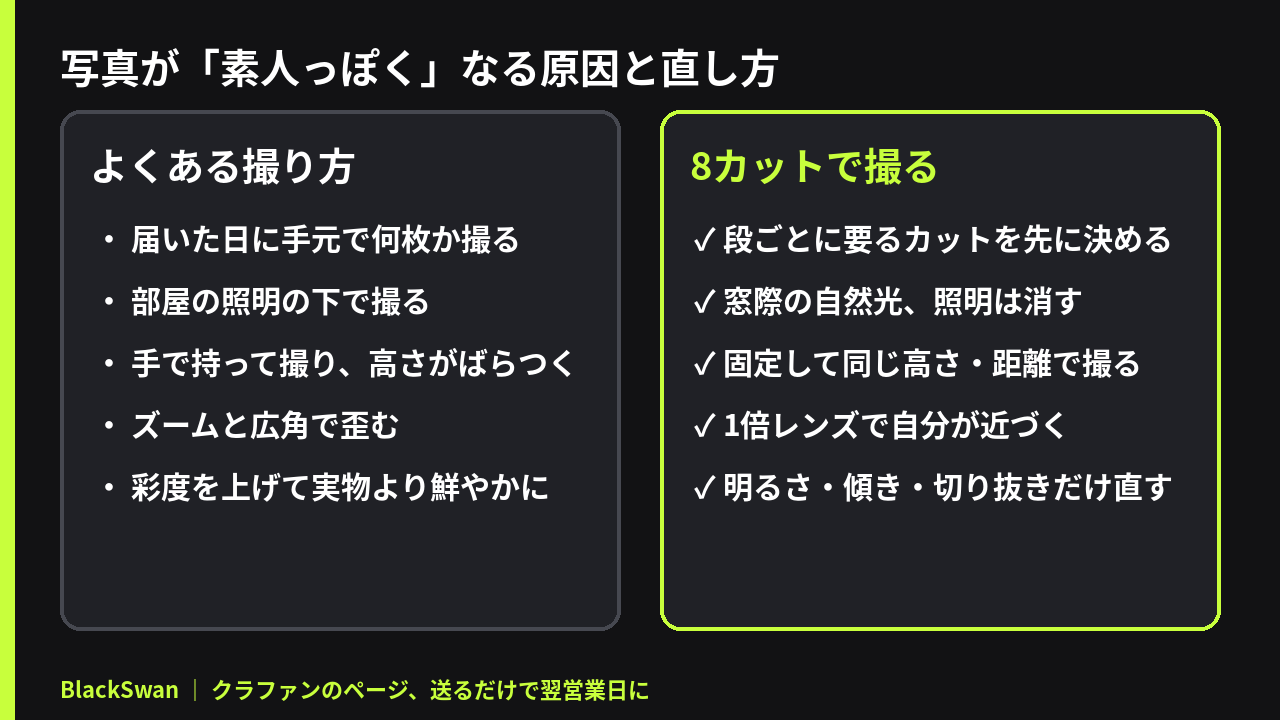 写真が「素人っぽく」なる原因と直し方
よくある撮り方
・ 届いた日に手元で何枚か撮る
・ 部屋の照明の下で撮る
・ 手で持って撮り、高さがばらつく
・ ズームと広角で歪む
・ 彩度を上げて実物より鮮やかに
8カットで撮る
✓ 段ごとに要るカットを先に決める
✓ 窓際の自然光、照明は消す
✓ 固定して同じ高さ・距離で撮る
✓ 1倍レンズで自分が近づく
✓ 明るさ・傾き・切り抜きだけ直す
BlackSwan ｜ クラファンのページ、送るだけで翌営業日に